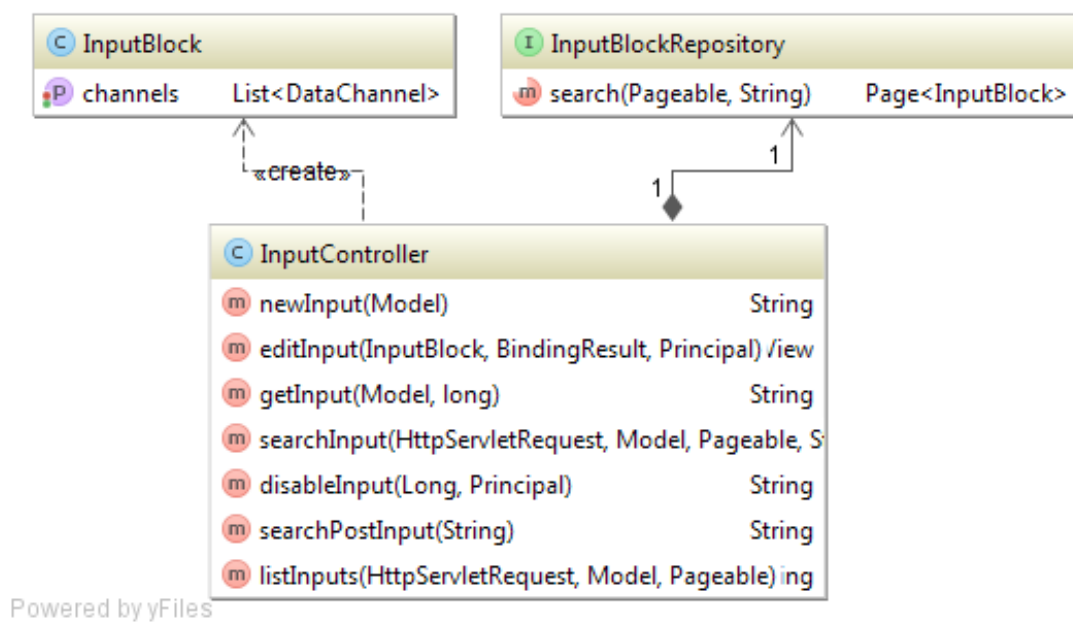 C InputBlock
P channels List<DataChannel>
I InputBlockRepository
m search(Pageable, String) Page<InputBlock>
«create»
1
1
C InputController
m newInput(Model) String
m editInput(InputBlock, BindingResult, Principal) /iew
m getInput(Model, long) String
m searchInput(HttpServletRequest, Model, Pageable, S
m disableInput(Long, Principal) String
m searchPostInput(String) String
m listInputs(HttpServletRequest, Model, Pageable) ing
Powered by yFiles